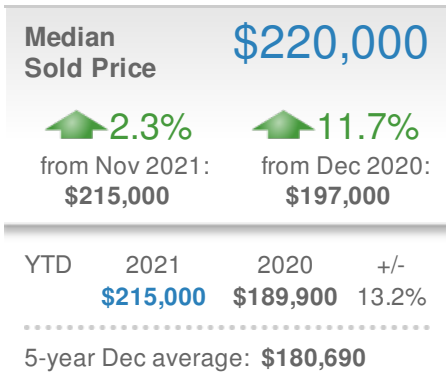 Median
Sold Price
$220,000
2.3%
from Nov 2021:
$215,000
11.7%
from Dec 2020:
$197,000
YTD 2021 2020 +/-
$215,000 $189,900 13.2%
5-year Dec average: $180,690